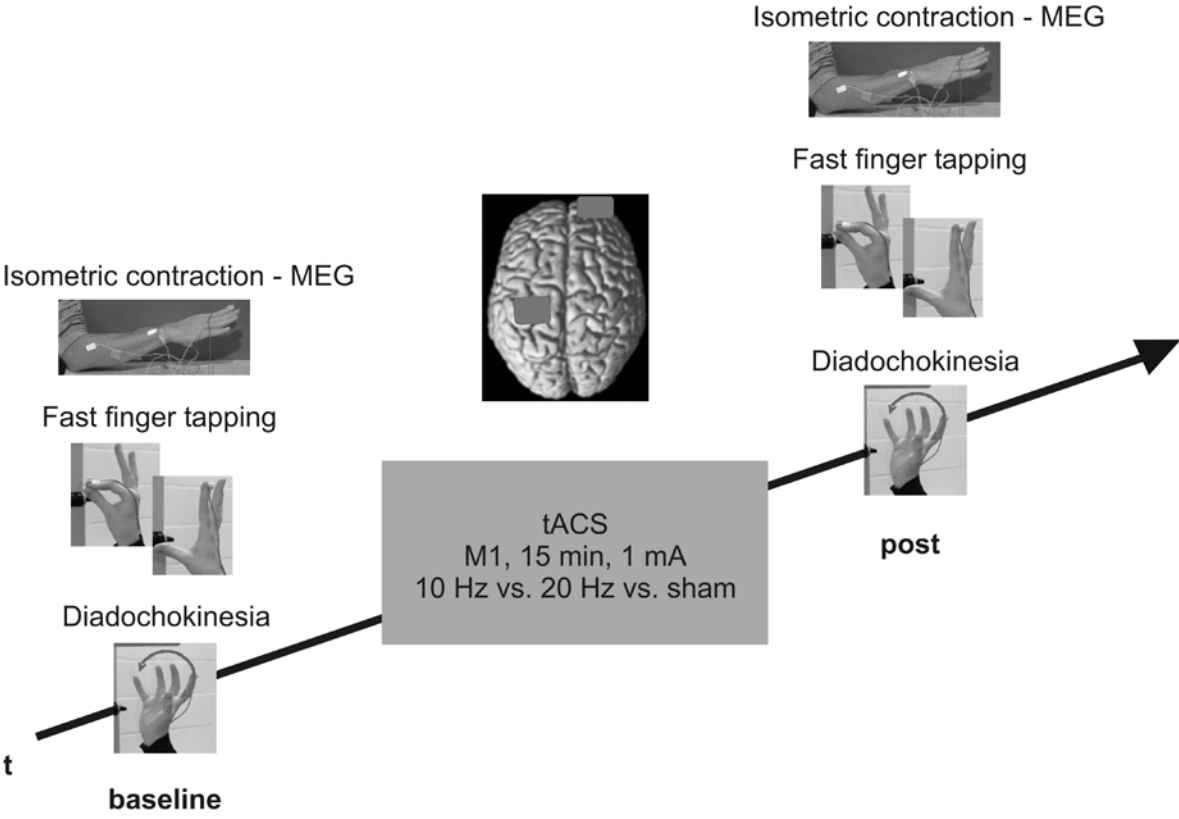 Isometric contraction - MEG
Fast finger tapping
Diadochokinesia
t
baseline
tACS
M1, 15 min, 1 mA
10 Hz vs. 20 Hz vs. sham
Isometric contraction - MEG
Fast finger tapping
Diadochokinesia
post